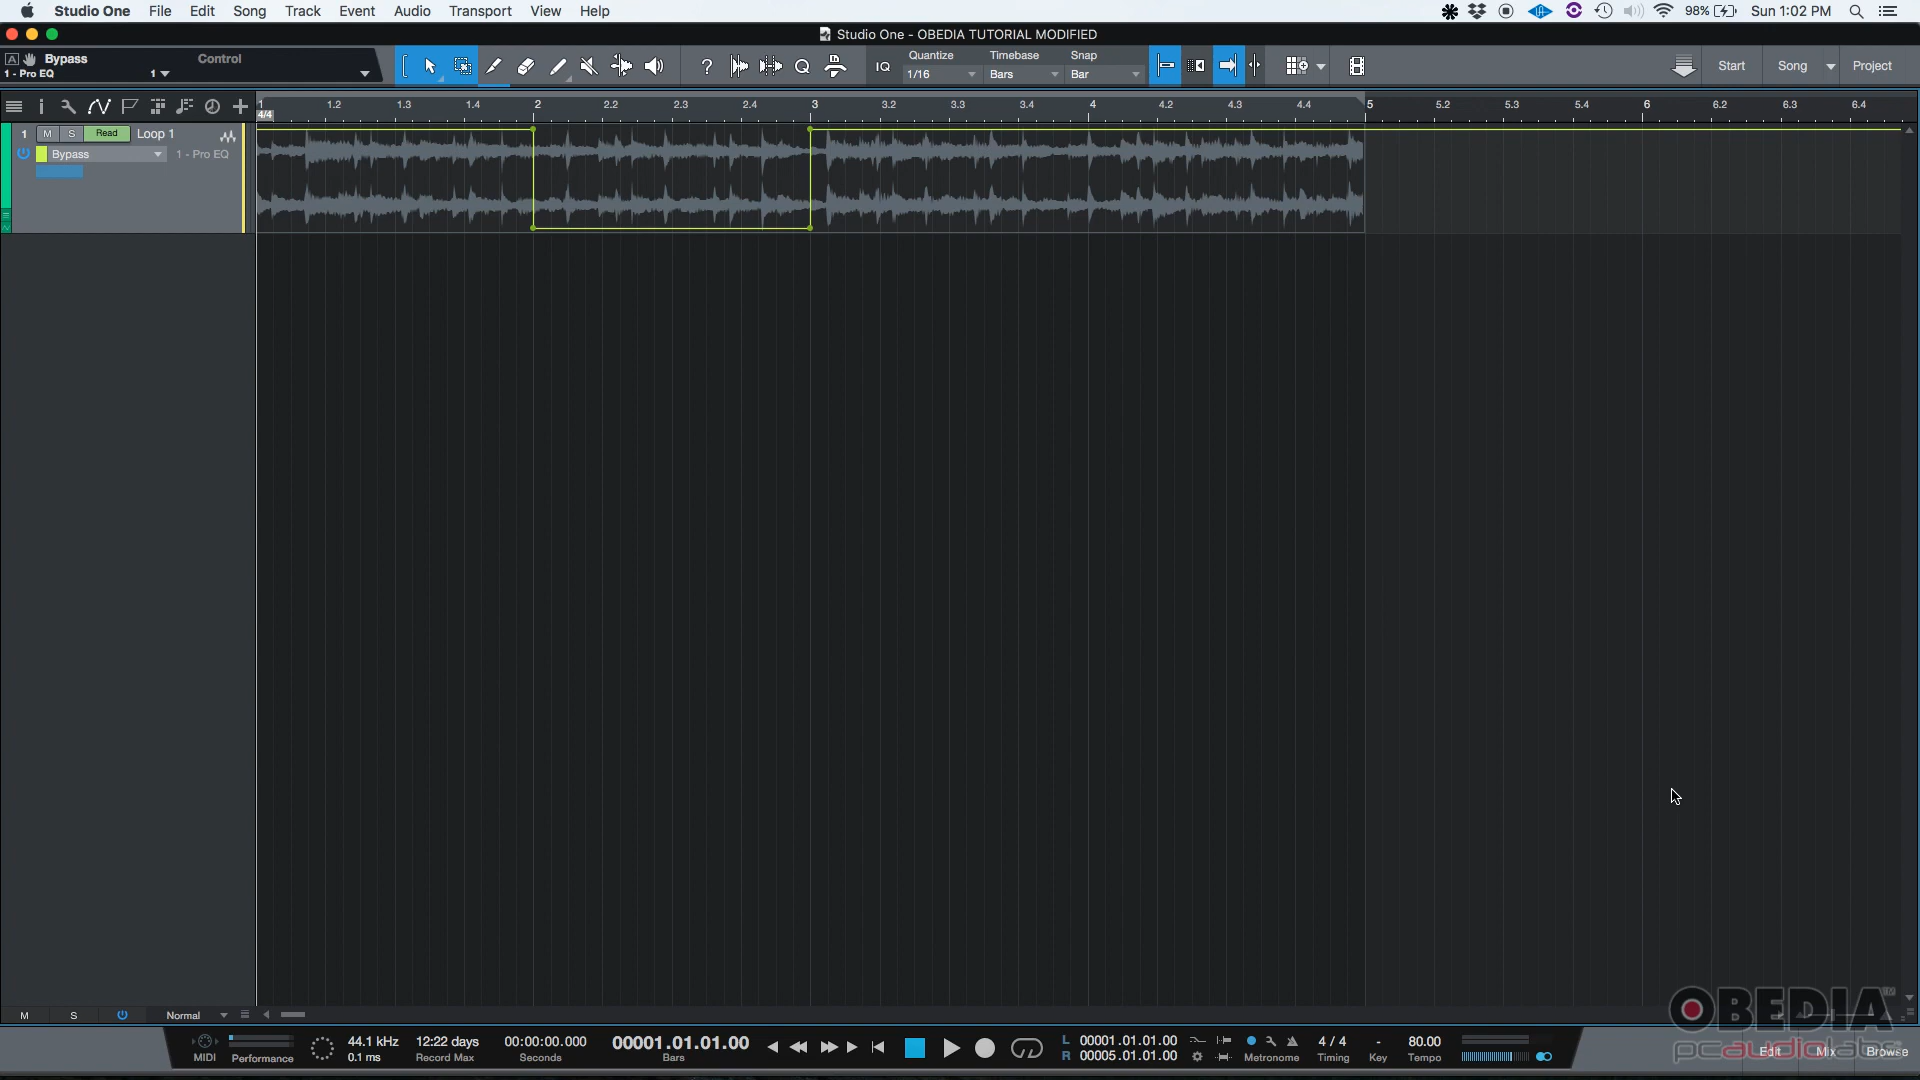 Studio One File Edit Song Track Event Audio Transport View Help 98% Sun 1:02 PM
Studio One - OBEDIA TUTORIAL MODIFIED
A Bypass Control
1 - Pro EQ 1
? Q IQ Quantize Timebase Snap
1/16 Bars Bar
Start Song Project
1 1.2 1.3 1.4 2 2.2 2.3 2.4 3 3.2 3.3 3.4 4 4.2 4.3 4.4 5 5.2 5.3 5.4 6 6.2 6.3 6.4
4/4
1 M S Read Loop 1
Bypass 1 - Pro EQ
M S Normal
MIDI Performance
44.1 kHz 12:22 days 00:00:00.000 00001.01.01.00
0.1 ms Record Max Seconds Bars
L 00001.01.01.00
R 00005.01.01.00
Metronome
4 / 4 - 80.00
Timing Key Tempo
OBEDIA
pcaudiolabs
Edit Mix Browse